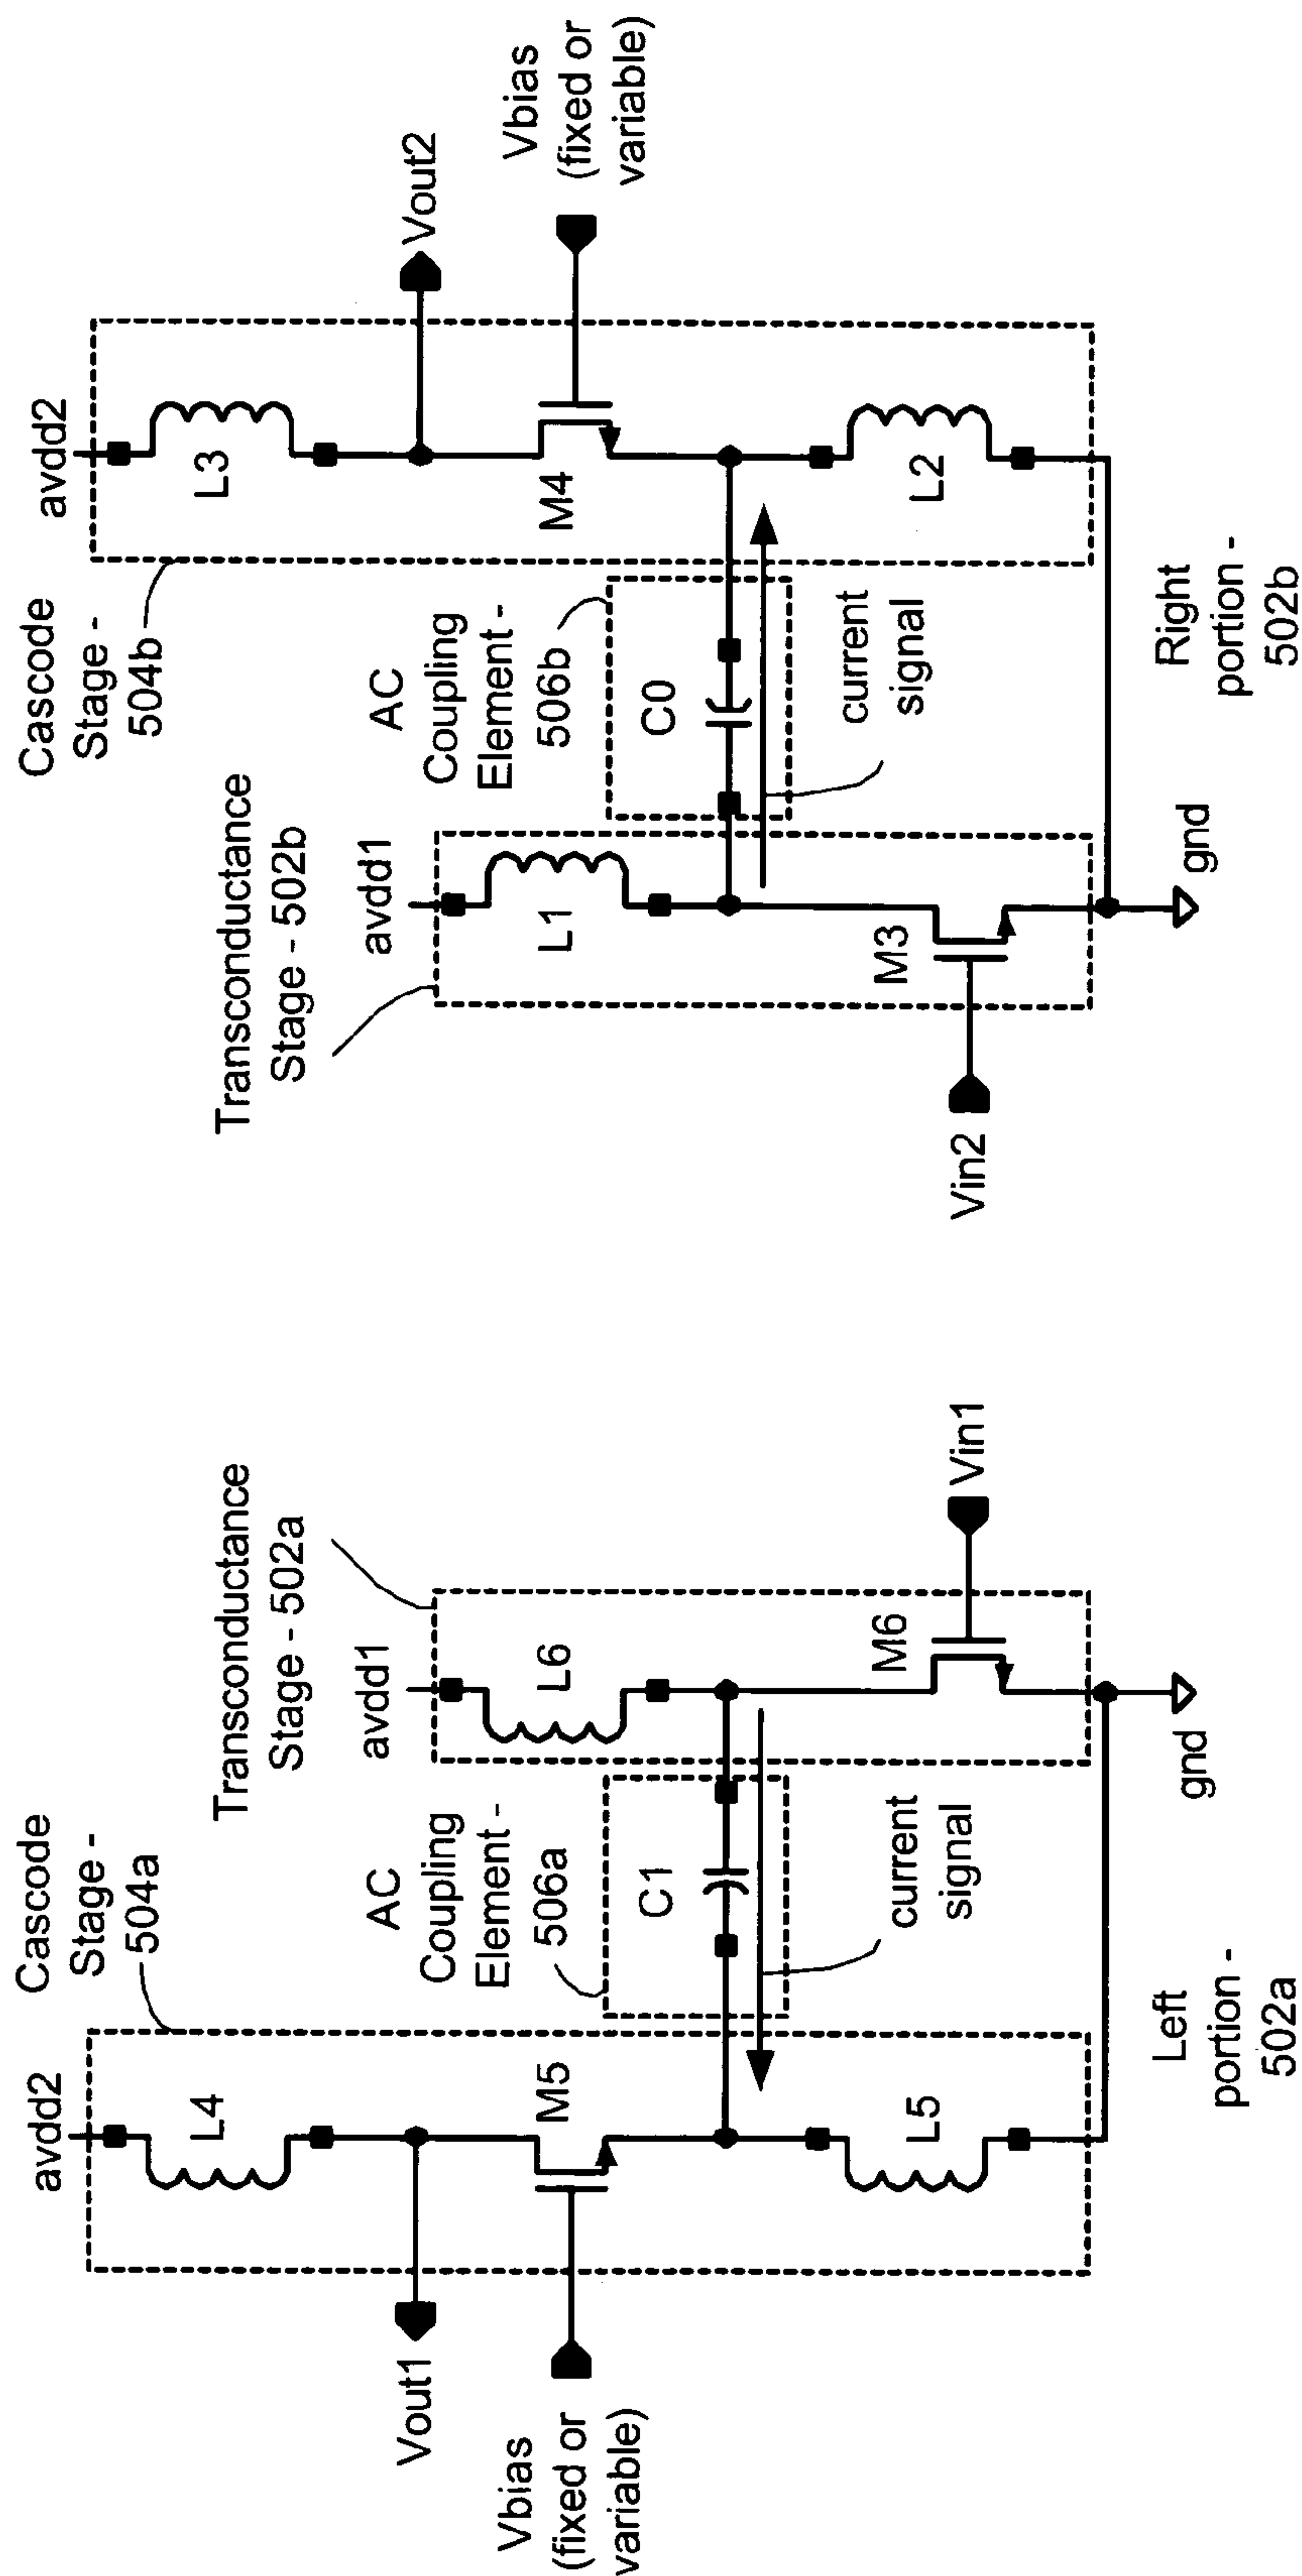 Cascode
Stage -
504a
avdd2
L4
Vout1
M5
Vbias
(fixed or
variable)
L5
AC
Coupling
Element -
506a
C1
current
signal
Transconductance
Stage - 502a
avdd1
L6
M6
Vin1
gnd
Left
portion -
502a
Transconductance
Stage - 502b
avdd1
L1
M3
Vin2
gnd
AC
Coupling
Element -
506b
C0
current
signal
Cascode
Stage -
504b
avdd2
L3
Vout2
M4
Vbias
(fixed or
variable)
L2
Right
portion -
502b